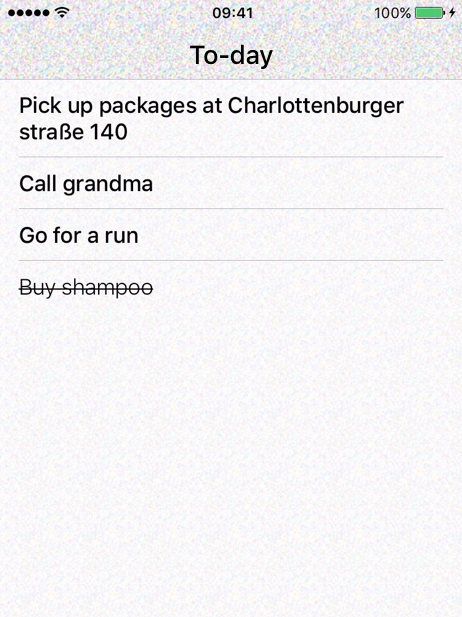 09:41
100%
To-day
Pick up packages at Charlottenburger
straße 140
Call grandma
Go for a run
Buy shampoo